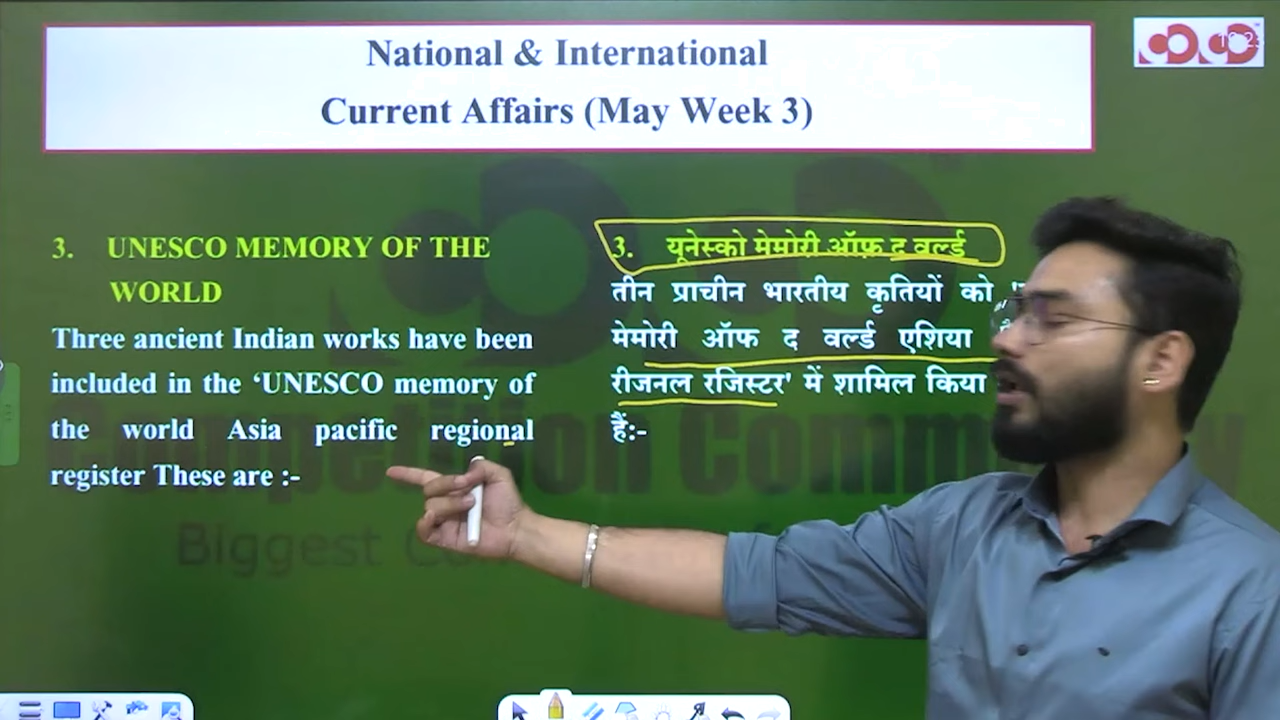 National & International
Current Affairs (May Week 3)
3. UNESCO MEMORY OF THE
WORLD
Three ancient Indian works have been
included in the ‘UNESCO memory of
the world Asia pacific regional
register These are :-
3. यूनेस्को मेमोरी ऑफ़ द वर्ल्ड
तीन प्राचीन भारतीय कृतियों को
मेमोरी ऑफ द वर्ल्ड एशिया
रीजनल रजिस्टर' में शामिल किया
हैं:-
Competition Community
Biggest